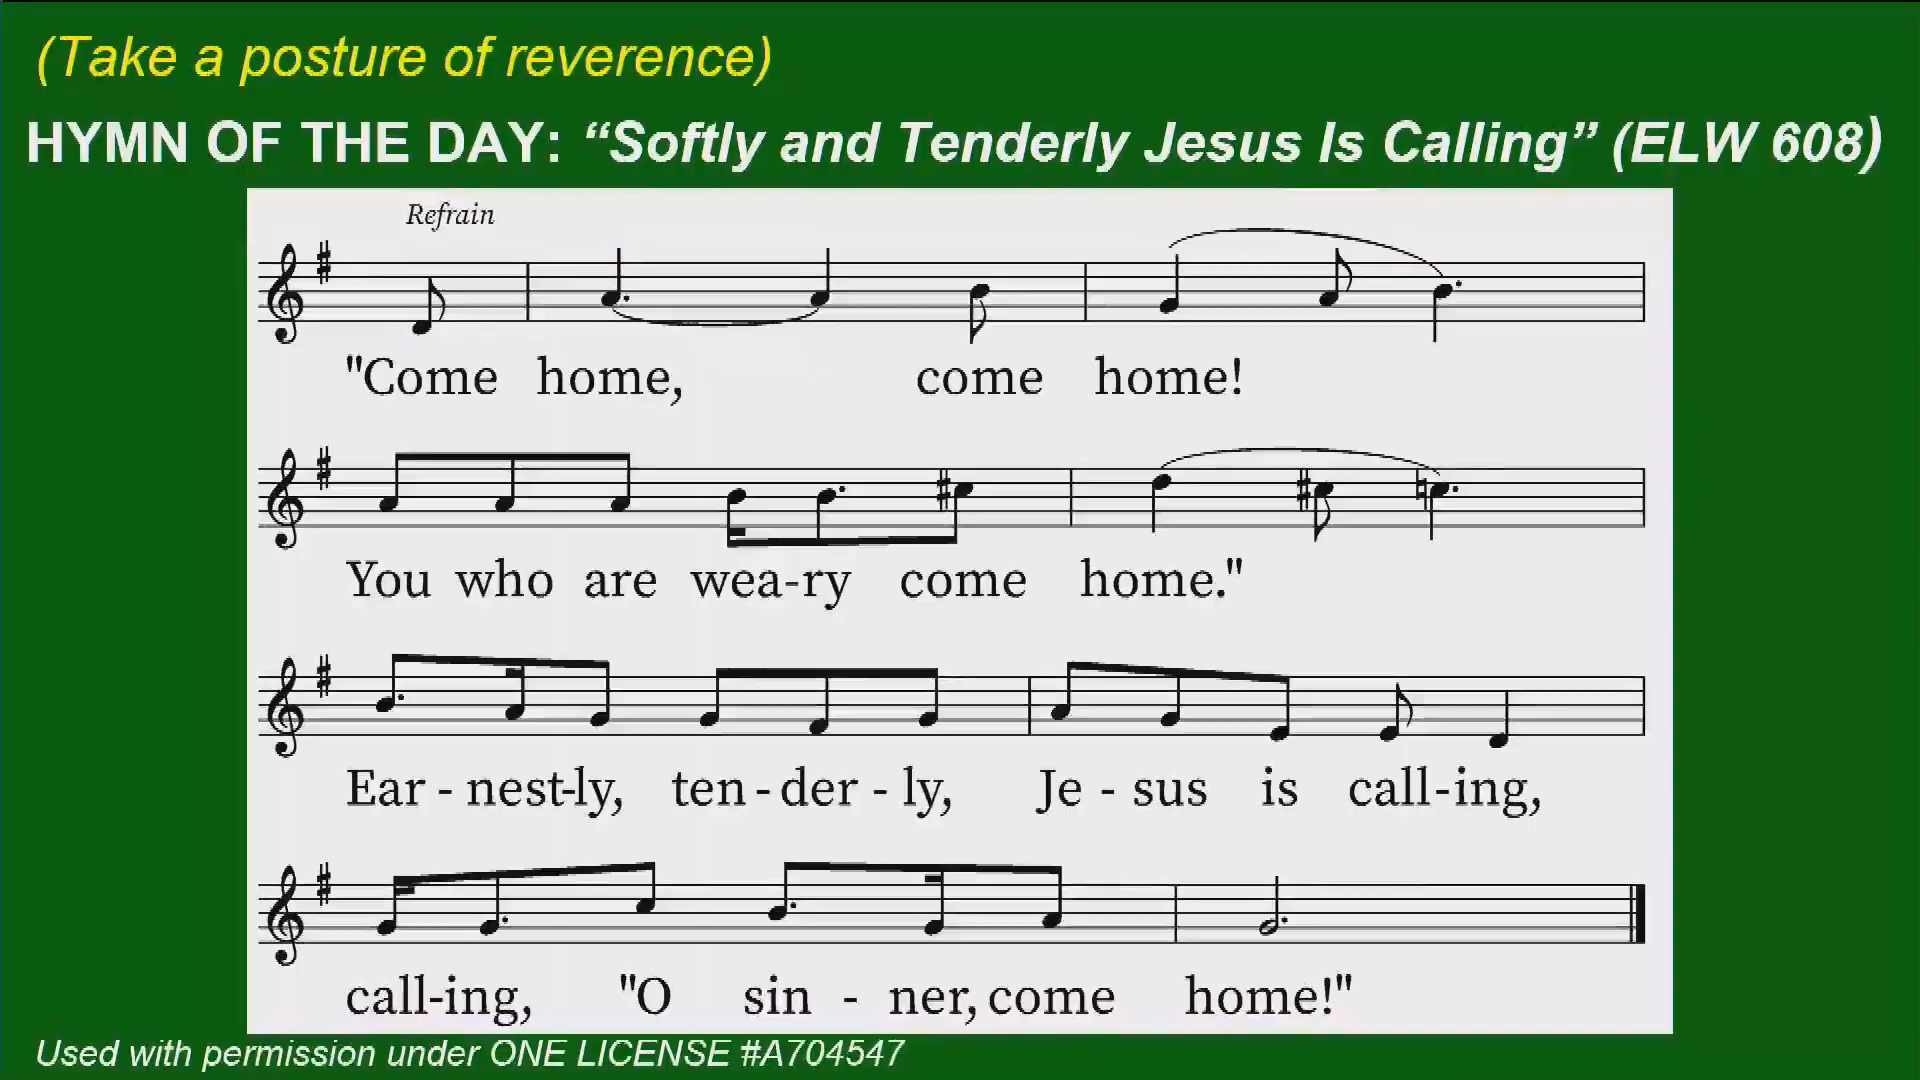 (Take a posture of reverence)
HYMN OF THE DAY: “Softly and Tenderly Jesus Is Calling” (ELW 608)
Refrain
"Come home, come home!
You who are wea-ry come home."
Ear - nest-ly, ten - der - ly, Je - sus is call-ing,
call-ing, "O sin - ner, come home!"
Used with permission under ONE LICENSE #A704547